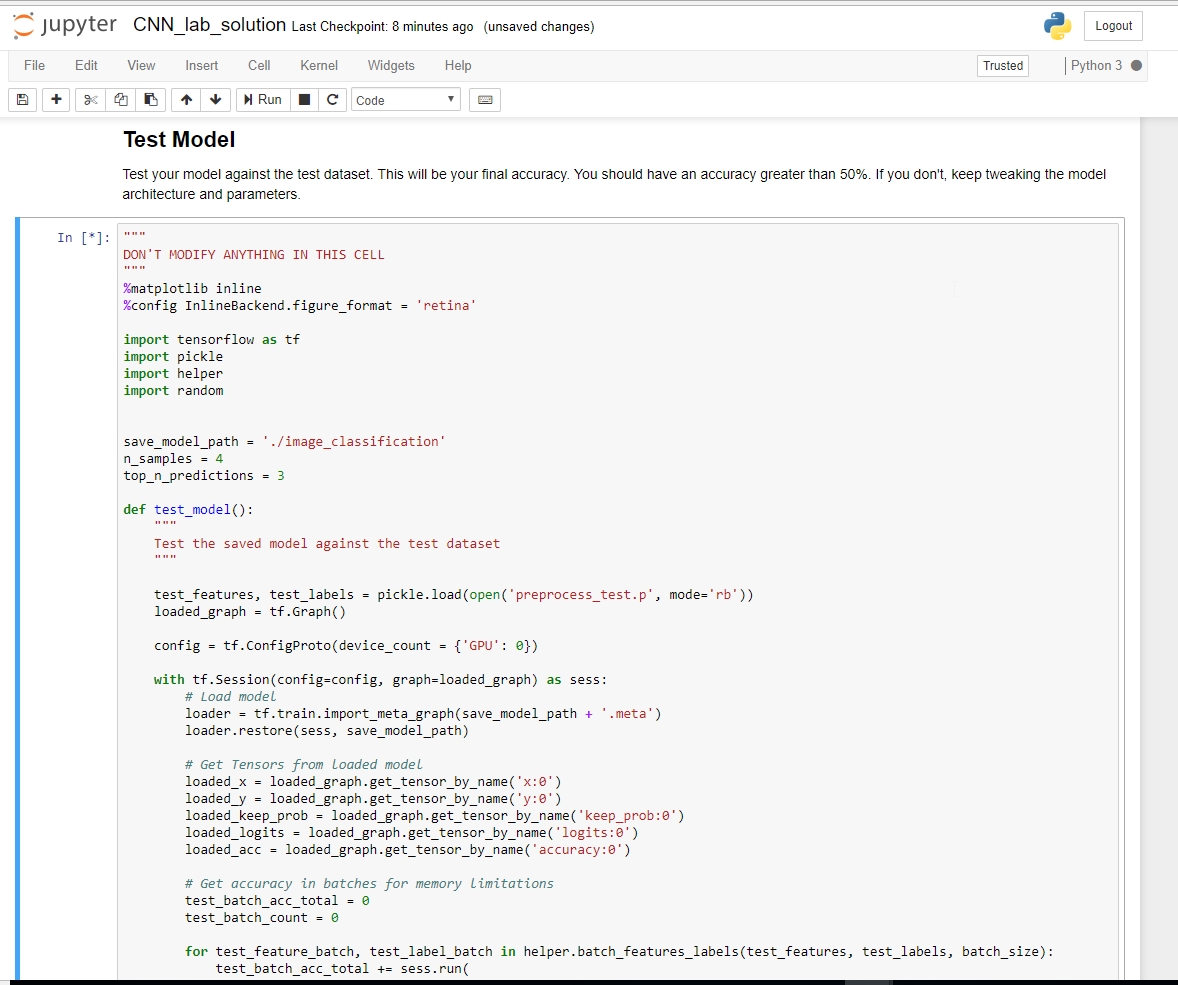 jupyter CNN_lab_solution Last Checkpoint: 8 minutes ago (unsaved changes) Logout
File Edit View Insert Cell Kernel Widgets Help Trusted Python 3
Run Code
Test Model
Test your model against the test dataset. This will be your final accuracy. You should have an accuracy greater than 50%. If you don't, keep tweaking the model
architecture and parameters.
In [*]: """
DON'T MODIFY ANYTHING IN THIS CELL
"""
%matplotlib inline
%config InlineBackend.figure_format = 'retina'
import tensorflow as tf
import pickle
import helper
import random
save_model_path = './image_classification'
n_samples = 4
top_n_predictions = 3
def test_model():
"""
Test the saved model against the test dataset
"""
test_features, test_labels = pickle.load(open('preprocess_test.p', mode='rb'))
loaded_graph = tf.Graph()
config = tf.ConfigProto(device_count = {'GPU': 0})
with tf.Session(config=config, graph=loaded_graph) as sess:
# Load model
loader = tf.train.import_meta_graph(save_model_path + '.meta')
loader.restore(sess, save_model_path)
# Get Tensors from loaded model
loaded_x = loaded_graph.get_tensor_by_name('x:0')
loaded_y = loaded_graph.get_tensor_by_name('y:0')
loaded_keep_prob = loaded_graph.get_tensor_by_name('keep_prob:0')
loaded_logits = loaded_graph.get_tensor_by_name('logits:0')
loaded_acc = loaded_graph.get_tensor_by_name('accuracy:0')
# Get accuracy in batches for memory limitations
test_batch_acc_total = 0
test_batch_count = 0
for test_feature_batch, test_label_batch in helper.batch_features_labels(test_features, test_labels, batch_size):
test_batch_acc_total += sess.run(